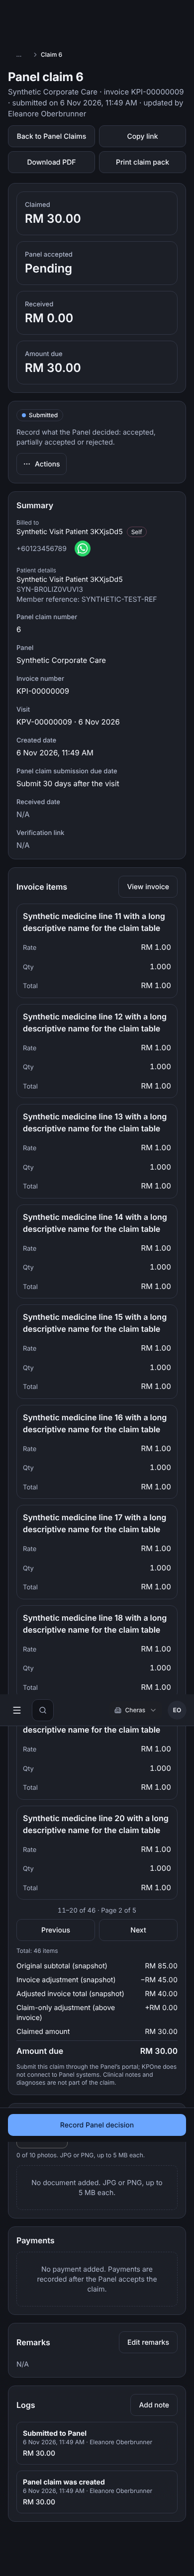 ... > Claim 6
Panel claim 6
Synthetic Corporate Care · invoice KPI-00000009
· submitted on 6 Nov 2026, 11:49 AM · updated by
Eleanore Oberbrunner
Back to Panel Claims
Copy link
Download PDF
Print claim pack
Claimed
RM 30.00
Panel accepted
Pending
Received
RM 0.00
Amount due
RM 30.00
Submitted
Record what the Panel decided: accepted,
partially accepted or rejected.
Actions
Summary
Billed to
Synthetic Visit Patient 3KXjsDd5 Self
+60123456789
Patient details
Synthetic Visit Patient 3KXjsDd5
SYN-BR0LIZ0VUVI3
Member reference: SYNTHETIC-TEST-REF
Panel claim number
6
Panel
Synthetic Corporate Care
Invoice number
KPI-00000009
Visit
KPV-00000009 · 6 Nov 2026
Created date
6 Nov 2026, 11:49 AM
Panel claim submission due date
Submit 30 days after the visit
Received date
N/A
Verification link
N/A
Invoice items
View invoice
Synthetic medicine line 11 with a long
descriptive name for the claim table
Rate RM 1.00
Qty 1.000
Total RM 1.00
Synthetic medicine line 12 with a long
descriptive name for the claim table
Rate RM 1.00
Qty 1.000
Total RM 1.00
Synthetic medicine line 13 with a long
descriptive name for the claim table
Rate RM 1.00
Qty 1.000
Total RM 1.00
Synthetic medicine line 14 with a long
descriptive name for the claim table
Rate RM 1.00
Qty 1.000
Total RM 1.00
Synthetic medicine line 15 with a long
descriptive name for the claim table
Rate RM 1.00
Qty 1.000
Total RM 1.00
Synthetic medicine line 16 with a long
descriptive name for the claim table
Rate RM 1.00
Qty 1.000
Total RM 1.00
Synthetic medicine line 17 with a long
descriptive name for the claim table
Rate RM 1.00
Qty 1.000
Total RM 1.00
Synthetic medicine line 18 with a long
descriptive name for the claim table
Rate RM 1.00
Qty 1.000
Total RM 1.00
Cheras EO
descriptive name for the claim table
Rate RM 1.00
Qty 1.000
Total RM 1.00
Synthetic medicine line 20 with a long
descriptive name for the claim table
Rate RM 1.00
Qty 1.000
Total RM 1.00
11–20 of 46 · Page 2 of 5
Previous
Next
Total: 46 items
Original subtotal (snapshot) RM 85.00
Invoice adjustment (snapshot) −RM 45.00
Adjusted invoice total (snapshot) RM 40.00
Claim-only adjustment (above +RM 0.00
invoice)
Claimed amount RM 30.00
Amount due RM 30.00
Submit this claim through the Panel's portal; KPOne does
not connect to Panel systems. Clinical notes and
diagnoses are not part of the claim.
Record Panel decision
0 of 10 photos. JPG or PNG, up to 5 MB each.
No document added. JPG or PNG, up to
5 MB each.
Payments
No payment added. Payments are
recorded after the Panel accepts the
claim.
Remarks
Edit remarks
N/A
Logs
Add note
Submitted to Panel
6 Nov 2026, 11:49 AM · Eleanore Oberbrunner
RM 30.00
Panel claim was created
6 Nov 2026, 11:49 AM · Eleanore Oberbrunner
RM 30.00